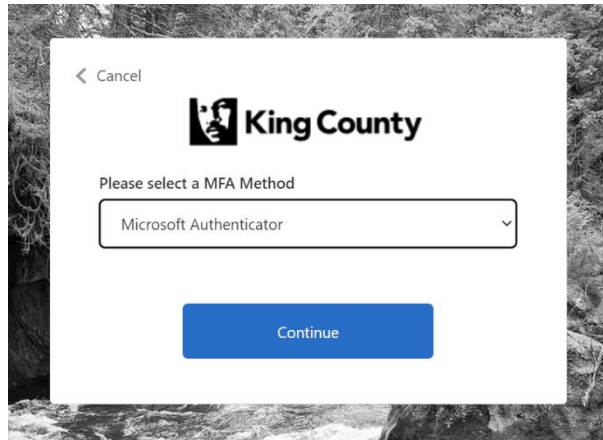 Cancel
King County
Please select a MFA Method
Microsoft Authenticator
Continue